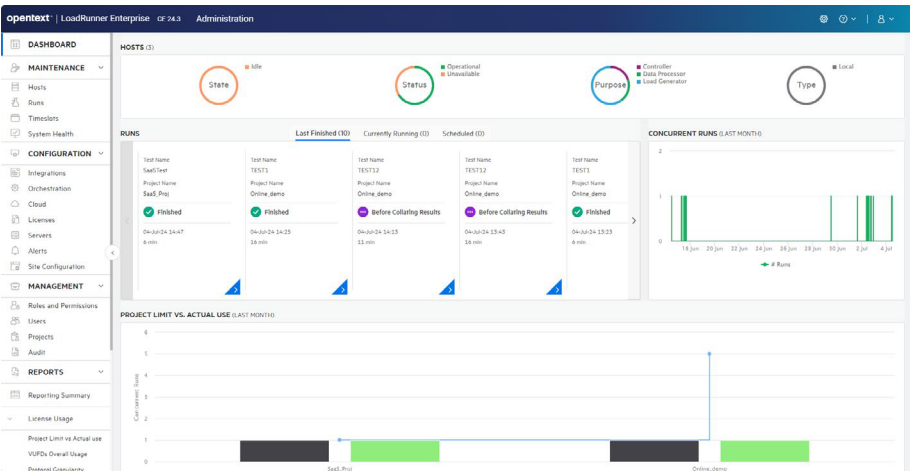 opentext™ | LoadRunner Enterprise CE 24.3 Administration
DASHBOARD
MAINTENANCE
Hosts
Runs
Timeslots
System Health
CONFIGURATION
Integrations
Orchestration
Cloud
Licenses
Servers
Alerts
Site Configuration
MANAGEMENT
Roles and Permissions
Users
Projects
Audit
REPORTS
Reporting Summary
License Usage
Project Limit vs Actual use
VUFDs Overall Usage
Protocol Granularity
HOSTS (3)
State
Idle
Status
Operational
Unavailable
Purpose
Controller
Data Processor
Load Generator
Type
Local
RUNS
Last Finished (10) Currently Running (0) Scheduled (0)
Test Name
SaaSTest
Project Name
SaaS_Proj
Finished
04-Jul-24 14:47
6 min
Test Name
TEST1
Project Name
Online_demo
Finished
04-Jul-24 14:25
16 min
Test Name
TEST12
Project Name
Online_demo
Before Collating Results
04-Jul-24 14:13
11 min
Test Name
TEST12
Project Name
Online_demo
Before Collating Results
04-Jul-24 13:43
16 min
Test Name
TEST1
Project Name
Online_demo
Finished
04-Jul-24 13:23
6 min
CONCURRENT RUNS (LAST MONTH)
2
1
0
18 Jun 20 Jun 22 Jun 24 Jun 26 Jun 28 Jun 30 Jun 2 Jul 4 Jul
# Runs
PROJECT LIMIT VS. ACTUAL USE (LAST MONTH)
Concurrent Runs
6
5
4
3
2
1
0
SaaS_Proj Online_demo